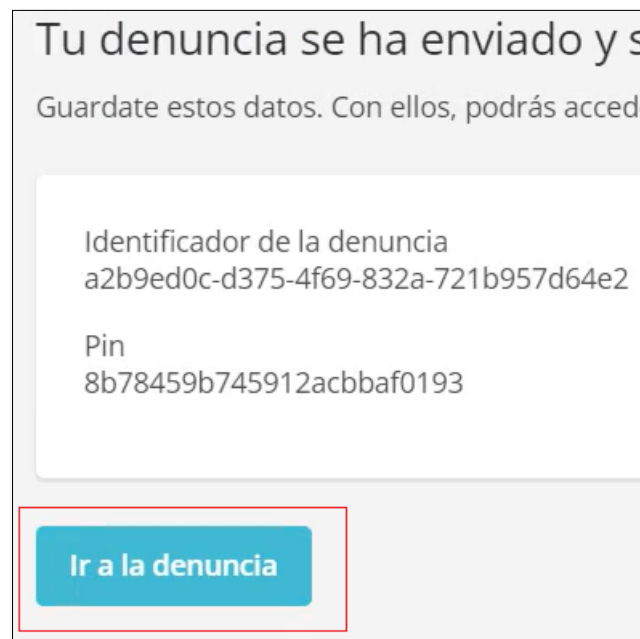 Tu denuncia se ha enviado y
Guardate estos datos. Con ellos, podrás
Identificador de la denuncia
a2b9ed0c-d375-4f69-832a-721b957d64e2
Pin
8b78459b745912acbbaf0193
Ir a la denuncia